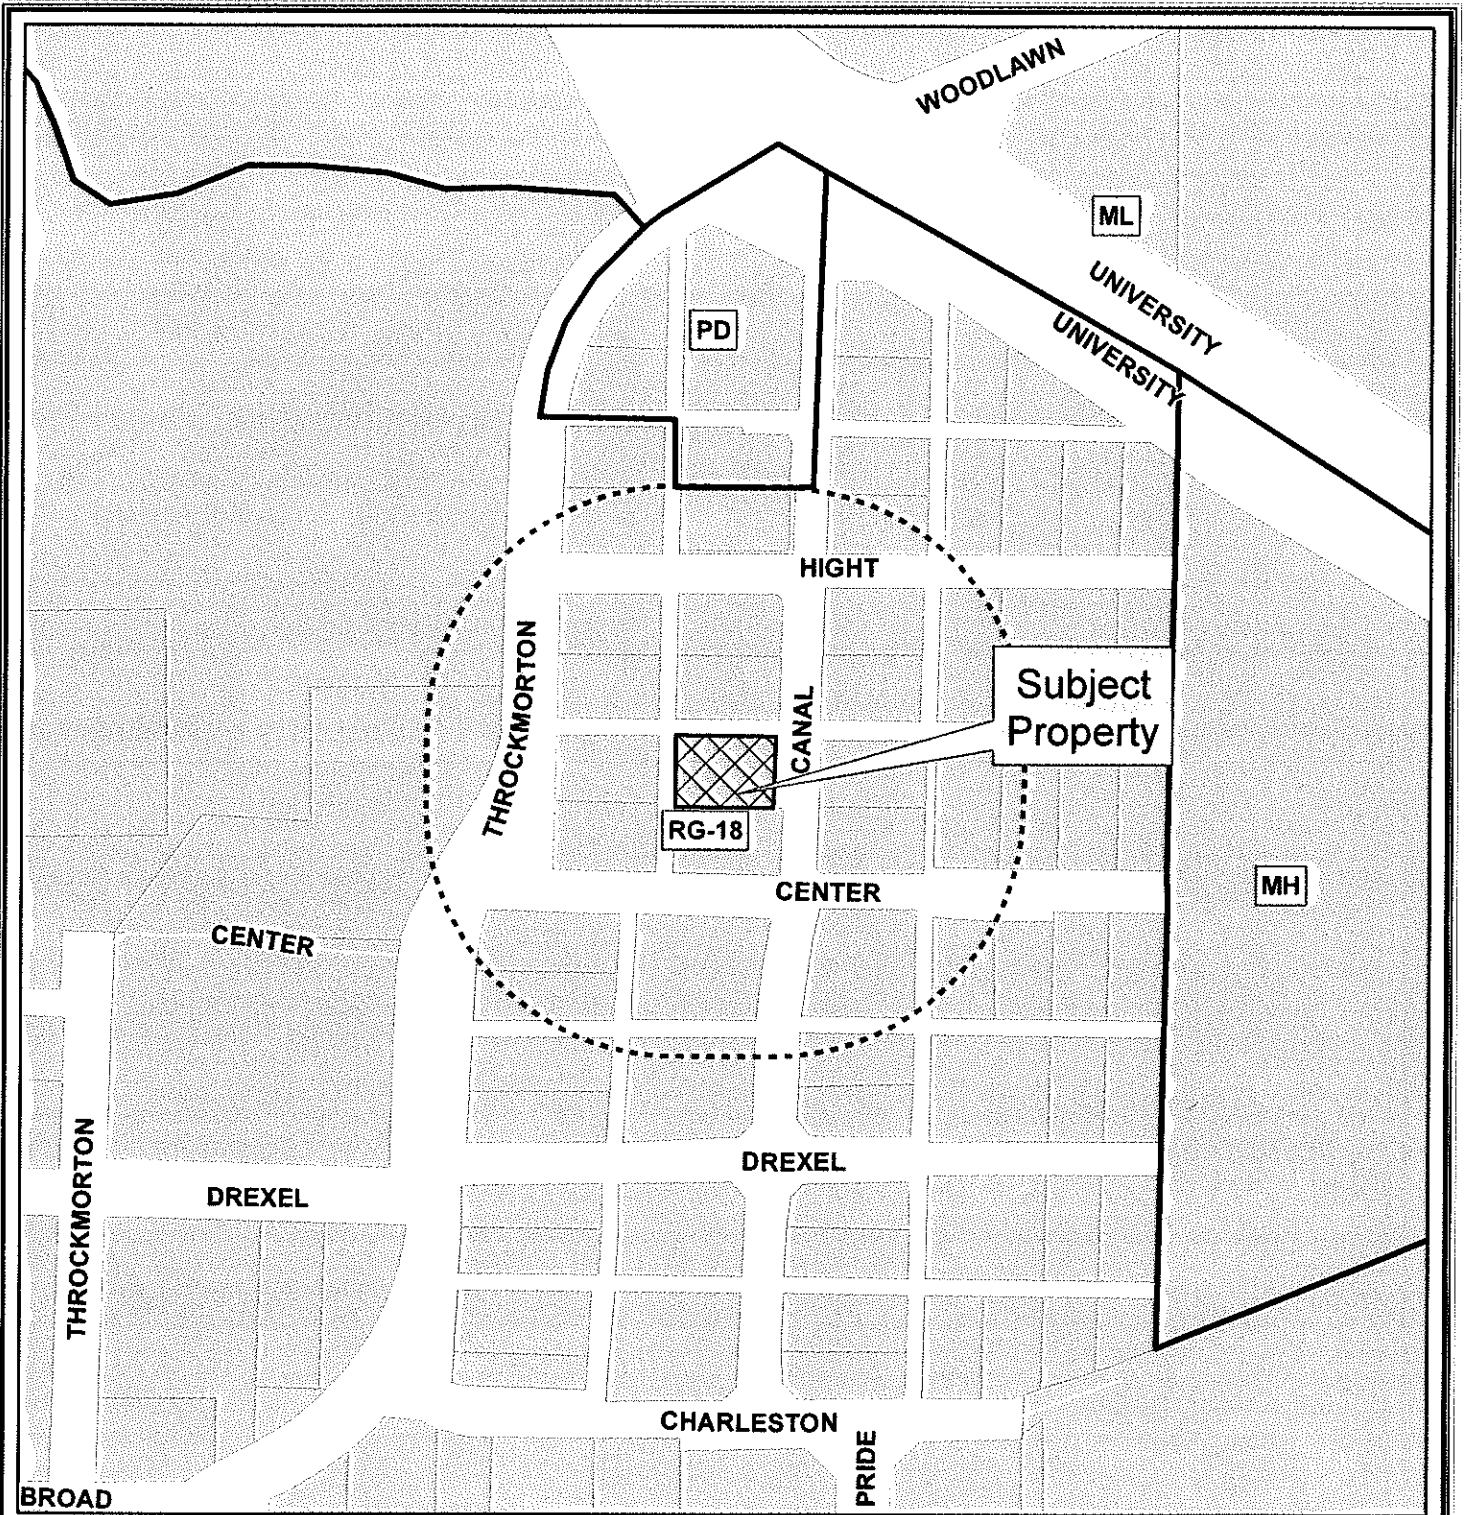 WOODLAWN
ML
UNIVERSITY
UNIVERSITY
PD
HIGHT
THROCKMORTON
CANAL
Subject
Property
RG-18
CENTER
MH
CENTER
DREXEL
THROCKMORTON
DREXEL
CHARLESTON
PRIDE
BROAD